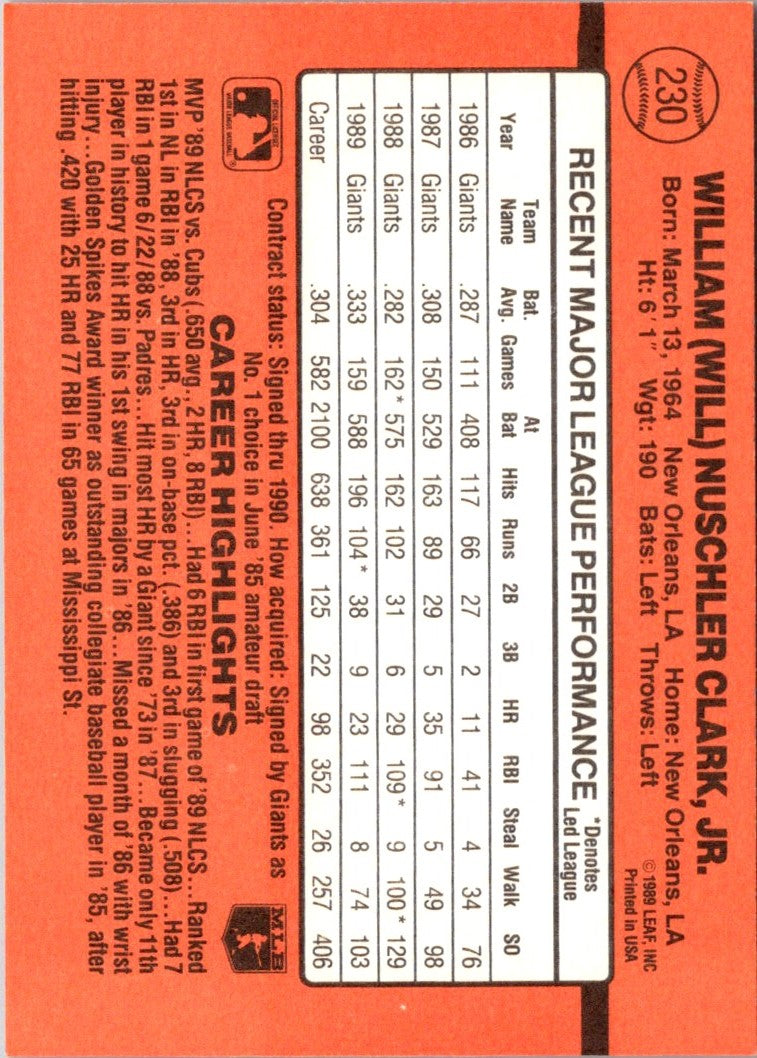 230
WILLIAM (WILL) NUSCHLER CLARK, JR.
Born: March 13, 1964 New Orleans, LA Home: New Orleans, LA
Ht: 6'1" Wgt: 190 Bats: Left Throws: Left
© 1989 LEAF, INC
Printed in USA
RECENT MAJOR LEAGUE PERFORMANCE *Denotes Led League
Year Team Name Bat. Avg. Games At Bat Hits Runs 2B 3B HR RBI Steal Walk SO
1986 Giants .287 111 408 117 66 27 2 11 41 4 34 76
1987 Giants .308 150 529 163 89 29 5 35 91 5 49 98
1988 Giants .282 162* 575 162 102 31 6 29 109* 9 100* 129
1989 Giants .333 159 588 196 104* 38 9 23 111 8 74 103
Career .304 582 2100 638 361 125 22 98 352 26 257 406
OFFICIAL LICENSEE
MAJOR LEAGUE BASEBALL
®
Contract status: Signed thru 1990. How acquired: Signed by Giants as
No. 1 choice in June '85 amateur draft
MLB
CAREER HIGHLIGHTS
MVP '89 NLCS vs. Cubs (.650 avg., 2 HR, 8 RBI)...Had 6 RBI in first game of '89 NLCS...Ranked
1st in NL in RBI in '88, 3rd in HR, 3rd in on-base pct. (.386) and 3rd in slugging (.508)...Had 7
RBI in 1 game 6/22/88 vs. Padres...Hit most HR by a Giant since '73 in '87...Became only 11th
player in history to hit HR in his 1st swing in majors in '86...Missed a month of '86 with wrist
injury...Golden Spikes Award winner as outstanding collegiate baseball player in '85, after
hitting .420 with 25 HR and 77 RBI in 65 games at Mississippi St.